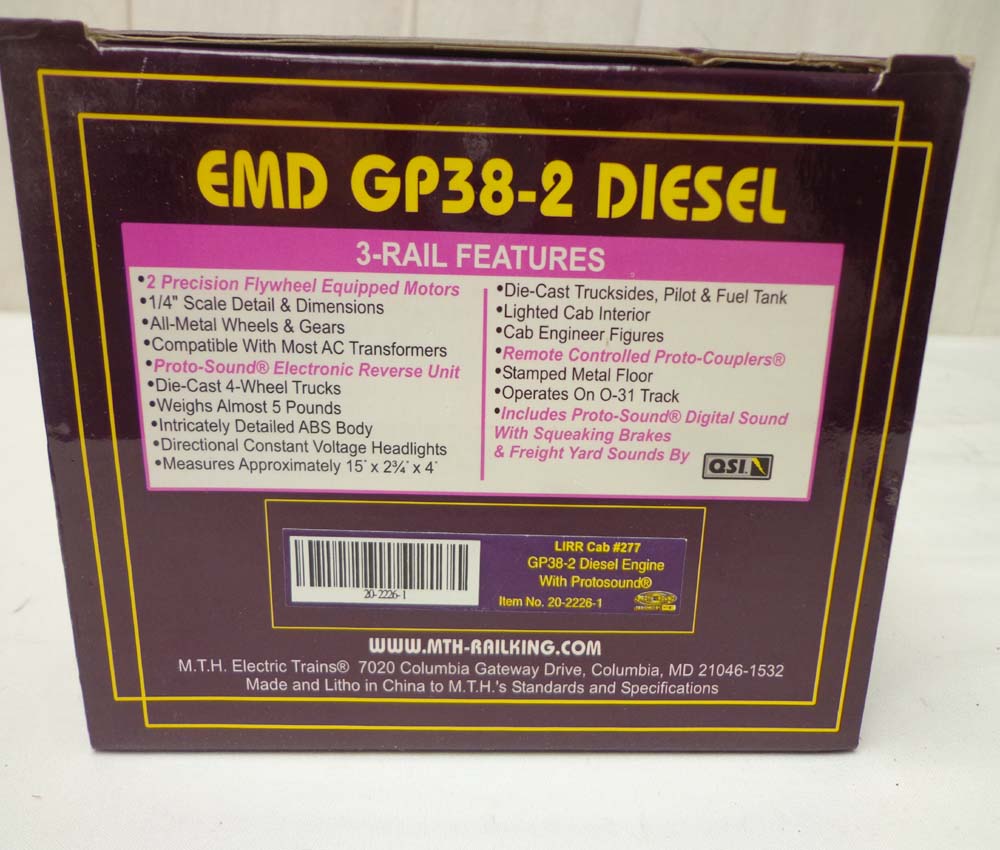 EMD GP38-2 DIESEL
3-RAIL FEATURES
•2 Precision Flywheel Equipped Motors
•1/4" Scale Detail & Dimensions
•All-Metal Wheels & Gears
•Compatible With Most AC Transformers
•Proto-Sound® Electronic Reverse Unit
•Die-Cast 4-Wheel Trucks
•Weighs Almost 5 Pounds
•Intricately Detailed ABS Body
•Directional Constant Voltage Headlights
•Measures Approximately 15" x 2¾" x 4"
•Die-Cast Trucksides, Pilot & Fuel Tank
•Lighted Cab Interior
•Cab Engineer Figures
•Remote Controlled Proto-Couplers®
•Stamped Metal Floor
•Operates On O-31 Track
•Includes Proto-Sound® Digital Sound
With Squeaking Brakes
& Freight Yard Sounds By
QSI
20-2226-1
LIRR Cab #277
GP38-2 Diesel Engine
With Protosound®
Item No. 20-2226-1
WWW.MTH-RAILKING.COM
M.T.H. Electric Trains® 7020 Columbia Gateway Drive, Columbia, MD 21046-1532
Made and Litho in China to M.T.H.'s Standards and Specifications